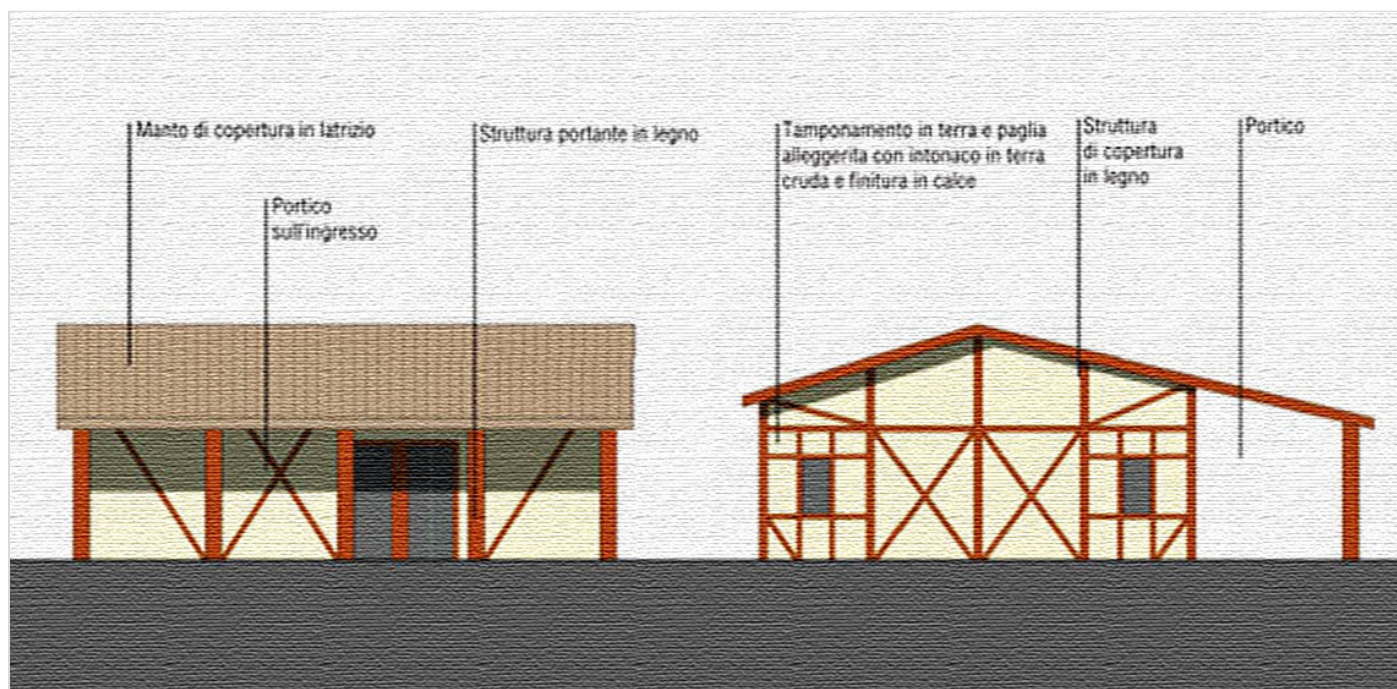 Manto di copertura in latrizio
Portico
sull'ingresso
Struttura portante in legno
Tamponamento in terra e paglia
alleggerita con intonaco in terra
cruda e finitura in calce
Struttura
di copertura
in legno
Portico